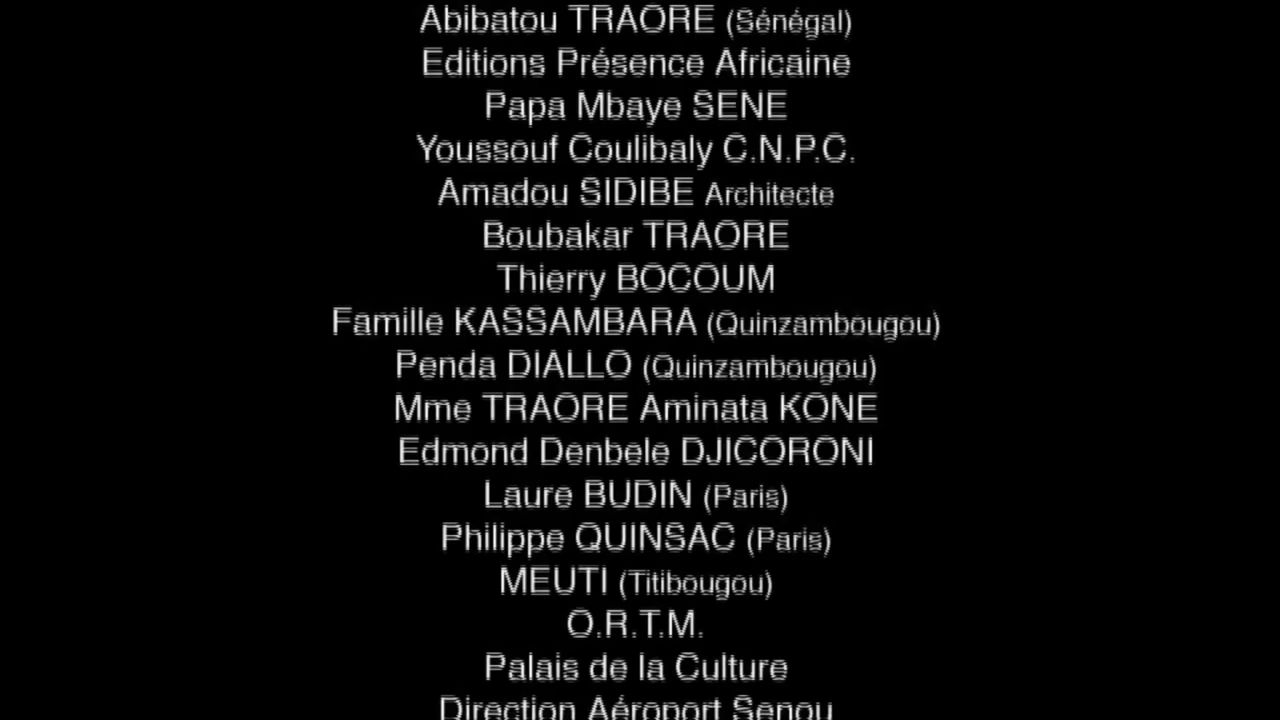 Abibatou TRAORE (Sénégal)
Editions Présence Africaine
Papa Mbaye SENE
Youssouf Coulibaly C.N.P.C.
Amadou SIDIBE Architecte
Boubakar TRAORE
Thierry BOCOUM
Famille KASSAMBARA (Quinzambougou)
Penda DIALLO (Quinzambougou)
Mme TRAORE Aminata KONE
Edmond Denbele DJICORONI
Laure BUDIN (Paris)
Philippe QUINSAC (Paris)
MEUTI (Titibougou)
O.R.T.M.
Palais de la Culture
Direction Aéroport Senou